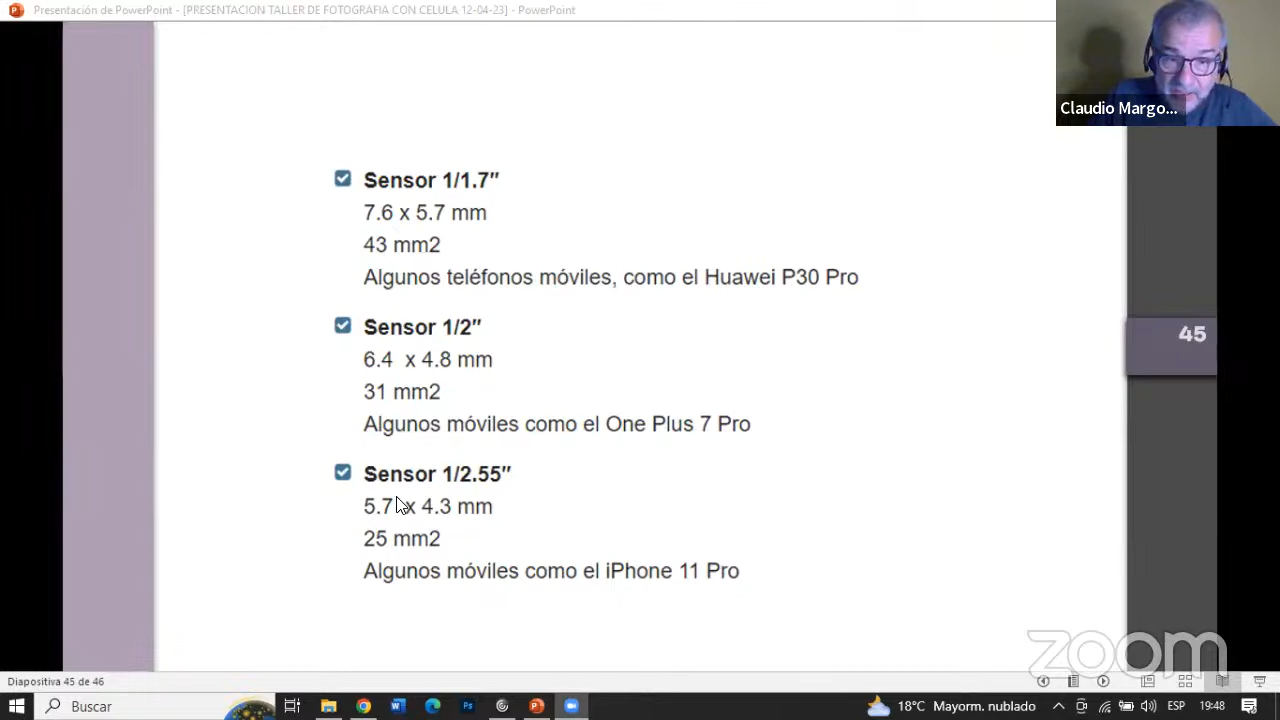 Presentación de PowerPoint - [PRESENTACION TALLER DE FOTOGRAFIA CON CELULA 12-04-23] - PowerPoint
Claudio Margo...
Sensor 1/1.7″
7.6 x 5.7 mm
43 mm2
Algunos teléfonos móviles, como el Huawei P30 Pro
Sensor 1/2″
6.4 x 4.8 mm
31 mm2
Algunos móviles como el One Plus 7 Pro
Sensor 1/2.55″
5.7 x 4.3 mm
25 mm2
Algunos móviles como el iPhone 11 Pro
45
zoom
Diapositiva 45 de 46
Buscar
18°C Mayorm. nublado
ESP
19:48